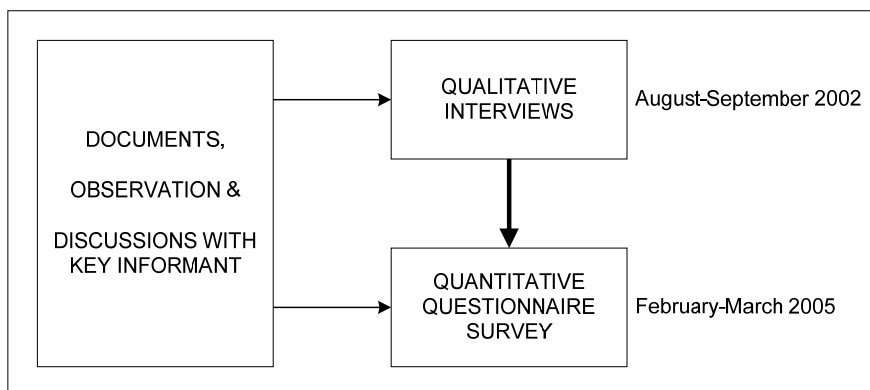 DOCUMENTS,
OBSERVATION &
DISCUSSIONS WITH
KEY INFORMANT
QUALITATIVE
INTERVIEWS
August-September 2002
QUANTITATIVE
QUESTIONNAIRE
SURVEY
February-March 2005